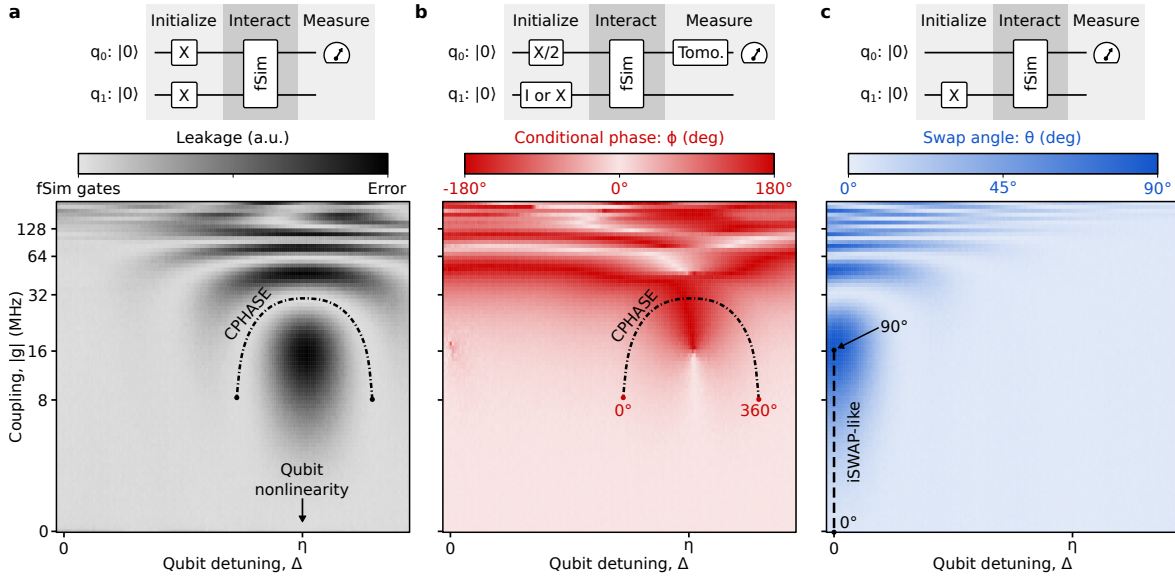 a
Initialize Interact Measure
q₀: |0⟩ X fSim
q₁: |0⟩ X
Leakage (a.u.)
fSim gates Error
Coupling, |g| (MHz)
128
64
32
16
8
0
CPHASE
Qubit
nonlinearity
0 η
Qubit detuning, Δ
b
Initialize Interact Measure
q₀: |0⟩ X/2 fSim Tomo.
q₁: |0⟩ I or X
Conditional phase: ϕ (deg)
-180° 0° 180°
CPHASE
0° 360°
0 η
Qubit detuning, Δ
c
Initialize Interact Measure
q₀: |0⟩ fSim
q₁: |0⟩ X
Swap angle: θ (deg)
0° 45° 90°
90°
iSWAP-like
0°
0 η
Qubit detuning, Δ